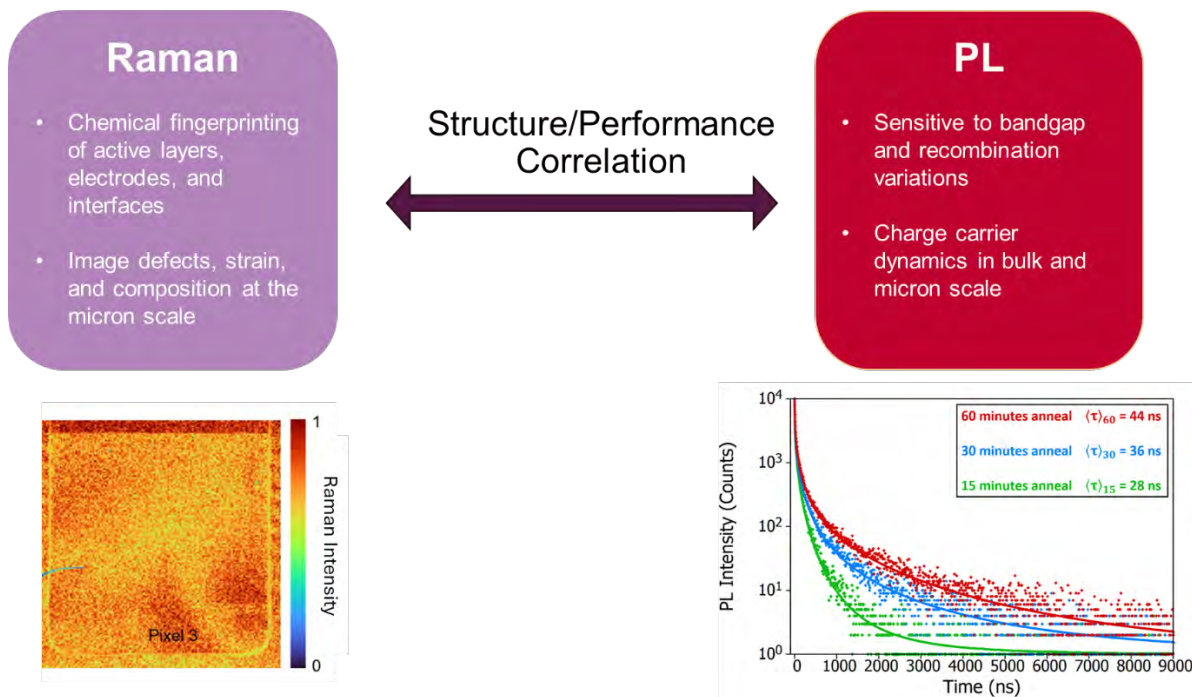 Raman
• Chemical fingerprinting
of active layers,
electrodes, and
interfaces
• Image defects, strain,
and composition at the
micron scale
Structure/Performance
Correlation
PL
• Sensitive to bandgap
and recombination
variations
• Charge carrier
dynamics in bulk and
micron scale
1
Raman Intensity
0
Pixel 3
PL Intensity (Counts)
10⁴
10³
10²
10¹
10⁰
60 minutes anneal ⟨τ⟩₆₀ = 44 ns
30 minutes anneal ⟨τ⟩₃₀ = 36 ns
15 minutes anneal ⟨τ⟩₁₅ = 28 ns
0 1000 2000 3000 4000 5000 6000 7000 8000 9000
Time (ns)